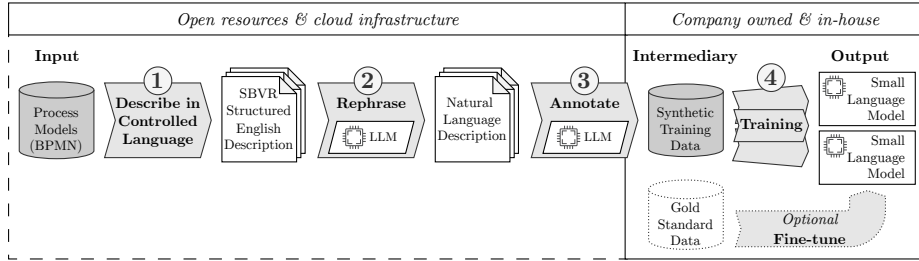 Open resources & cloud infrastructure
Company owned & in-house
Input
Process
Models
(BPMN)
1
Describe in
Controlled
Language
SBVR
Structured
English
Description
2
Rephrase
LLM
Natural
Language
Description
3
Annotate
LLM
Intermediary
Synthetic
Training
Data
4
Training
Output
Small
Language
Model
Small
Language
Model
Gold
Standard
Data
Optional
Fine-tune